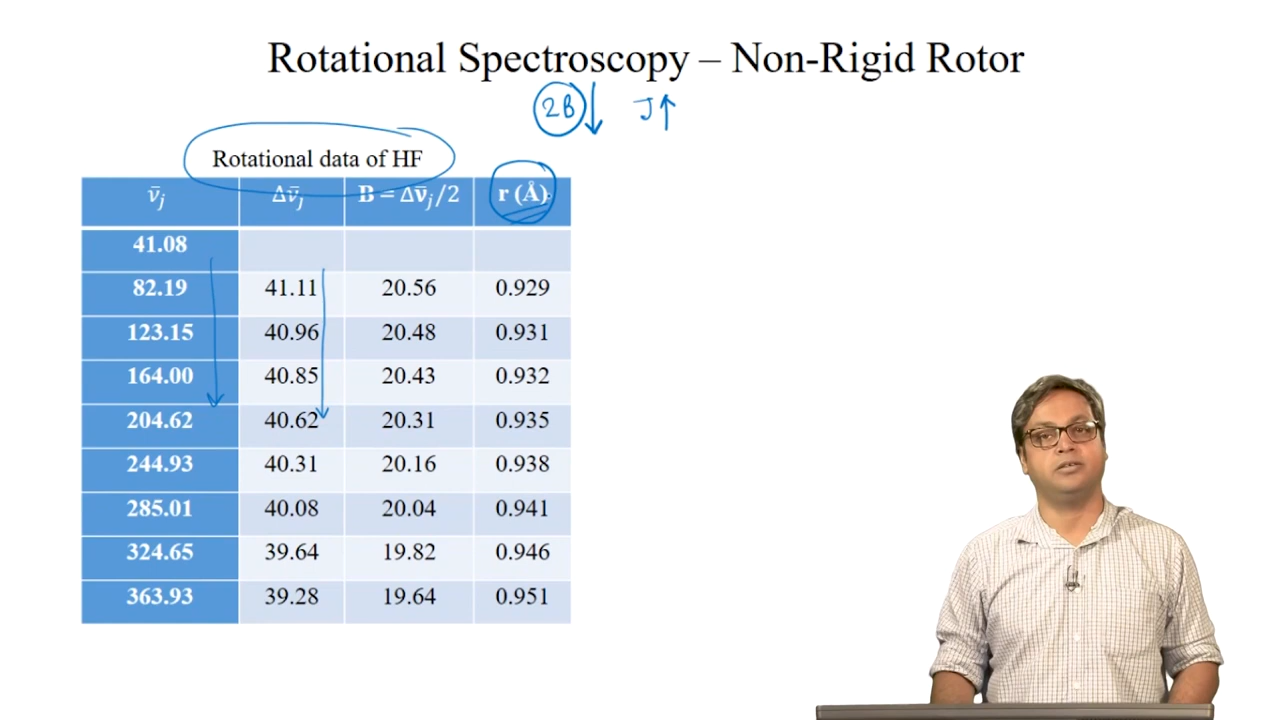 Rotational Spectroscopy – Non-Rigid Rotor
2B↓ J↑
Rotational data of HF
ν̄j Δν̄j B = Δν̄j/2 r (Å)
41.08
82.19 41.11 20.56 0.929
123.15 40.96 20.48 0.931
164.00 40.85 20.43 0.932
204.62 40.62 20.31 0.935
244.93 40.31 20.16 0.938
285.01 40.08 20.04 0.941
324.65 39.64 19.82 0.946
363.93 39.28 19.64 0.951